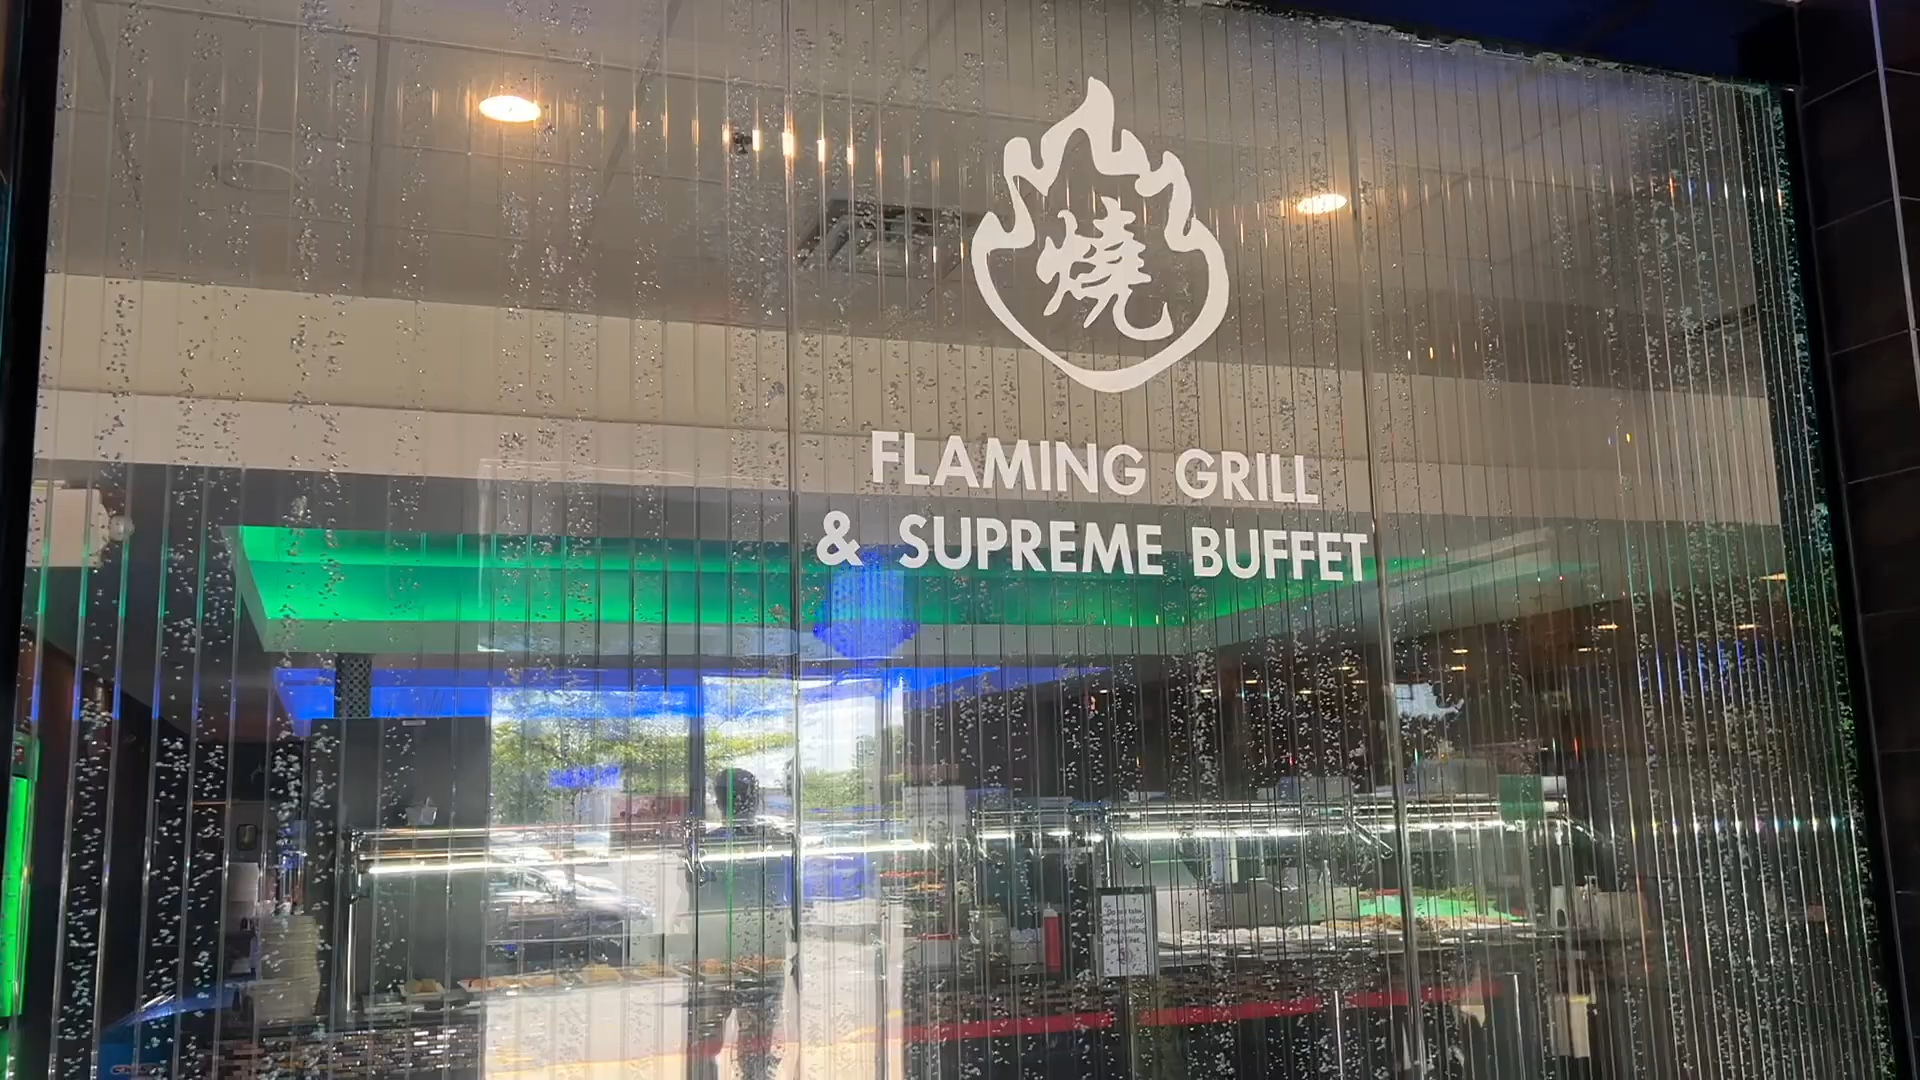 燒
FLAMING GRILL
& SUPREME BUFFET